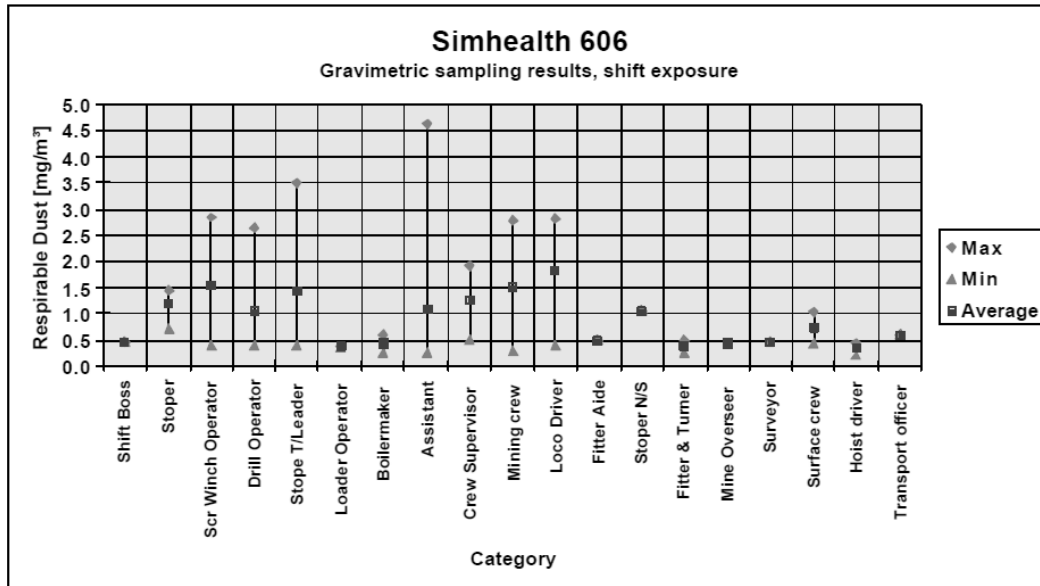 Simhealth 606
Gravimetric sampling results, shift exposure
Respirable Dust [mg/m³]
5.0
4.5
4.0
3.5
3.0
2.5
2.0
1.5
1.0
0.5
0.0
Shift Boss
Stoper
Scr Winch Operator
Drill Operator
Stope T/Leader
Loader Operator
Boilermaker
Assistant
Crew Supervisor
Mining crew
Loco Driver
Fitter Aide
Stoper N/S
Fitter & Turner
Mine Overseer
Surveyor
Surface crew
Hoist driver
Transport officer
Category
Max
Min
Average